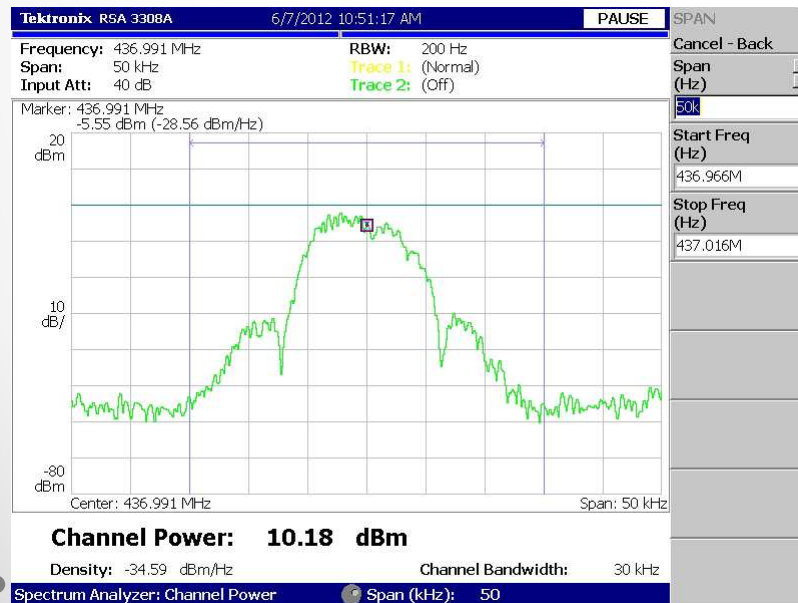 Tektronix RSA 3308A 6/7/2012 10:51:17 AM PAUSE
Frequency: 436.991 MHz RBW: 200 Hz
Span: 50 kHz Trace 1: (Normal)
Input Att: 40 dB Trace 2: (Off)
Marker: 436.991 MHz
-5.55 dBm (-28.56 dBm/Hz)
20
dBm
10
dB/
-80
dBm
Center: 436.991 MHz Span: 50 kHz
Channel Power: 10.18 dBm
Density: -34.59 dBm/Hz Channel Bandwidth: 30 kHz
Spectrum Analyzer: Channel Power Span (kHz): 50
SPAN
Cancel - Back
Span
(Hz)
50k
Start Freq
(Hz)
436.966M
Stop Freq
(Hz)
437.016M